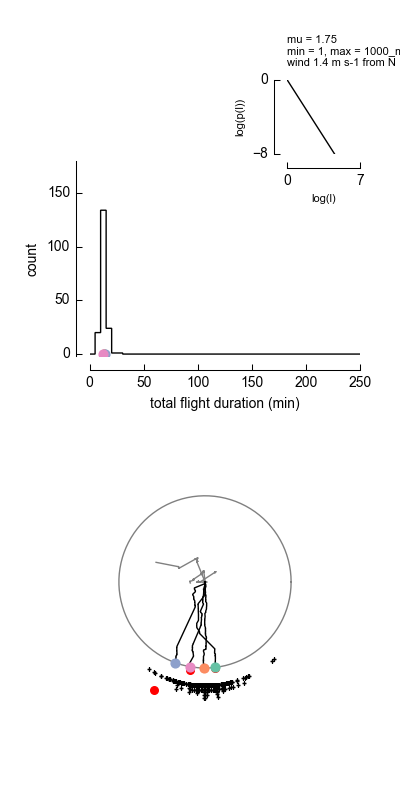 mu = 1.75
min = 1, max = 1000_m
wind 1.4 m s-1 from N
0
log(p(l))
−8
0 7
log(l)
150
100
50
0
count
0 50 100 150 200 250
total flight duration (min)